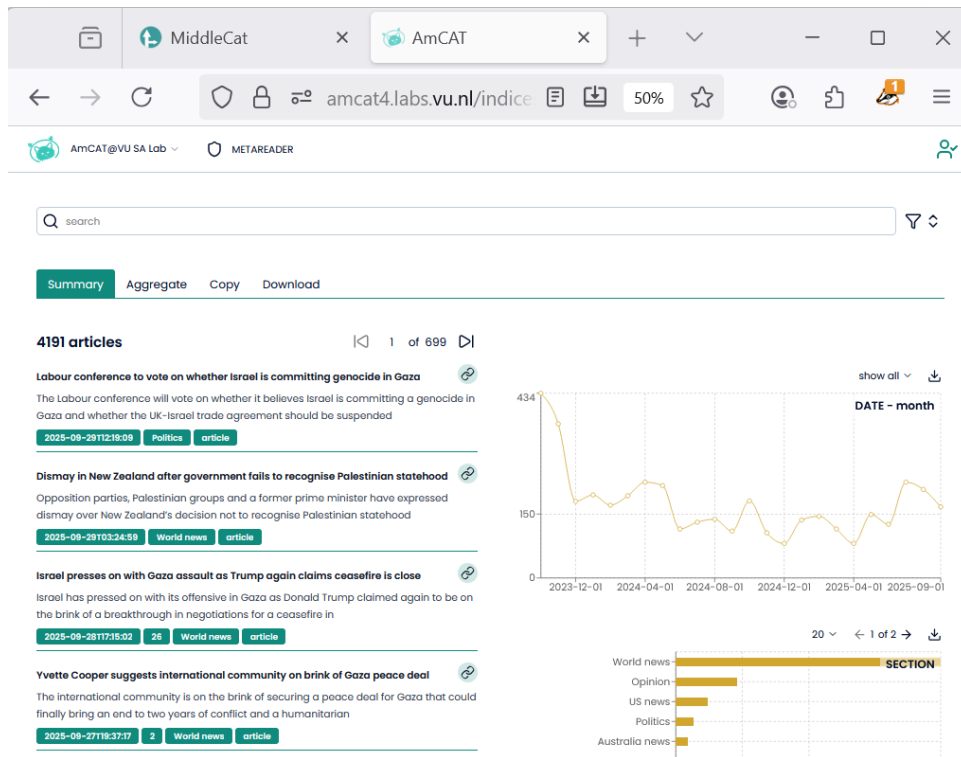 MiddleCat
AmCAT
amcat4.labs.vu.nl/indice
50%
1
AmCAT@VU SA Lab
METAREADER
search
Summary
Aggregate
Copy
Download
4191 articles
1 of 699
Labour conference to vote on whether Israel is committing genocide in Gaza
The Labour conference will vote on whether it believes Israel is committing a genocide in
Gaza and whether the UK-Israel trade agreement should be suspended
2025-09-29T12:19:09 Politics article
Dismay in New Zealand after government fails to recognise Palestinian statehood
Opposition parties, Palestinian groups and a former prime minister have expressed
dismay over New Zealand's decision not to recognise Palestinian statehood
2025-09-29T03:24:59 World news article
Israel presses on with Gaza assault as Trump again claims ceasefire is close
Israel has pressed on with its offensive in Gaza as Donald Trump claimed again to be on
the brink of a breakthrough in negotiations for a ceasefire in
2025-09-28T17:15:02 26 World news article
Yvette Cooper suggests international community on brink of Gaza peace deal
The international community is on the brink of securing a peace deal for Gaza that could
finally bring an end to two years of conflict and a humanitarian
2025-09-27T19:37:17 2 World news article
show all
DATE - month
434
150
0
2023-12-01 2024-04-01 2024-08-01 2024-12-01 2025-04-01 2025-09-01
20
1 of 2
SECTION
World news
Opinion
US news
Politics
Australia news